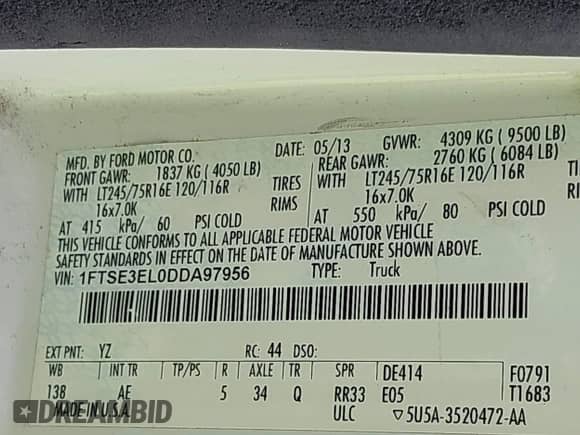 MFD. BY FORD MOTOR CO.
DATE: 05/13
GVWR: 4309 KG (9500 LB)
FRONT GAWR: 1837 KG (4050 LB)
REAR GAWR: 2760 KG (6084 LB)
WITH LT245/75R16E 120/116R TIRES
WITH LT245/75R16E 120/116R
16x7.0K RIMS
16x7.0K
AT 415 kPa/ 60 PSI COLD
AT 550 kPa/ 80 PSI COLD
THIS VEHICLE CONFORMS TO ALL APPLICABLE FEDERAL MOTOR VEHICLE
SAFETY STANDARDS IN EFFECT ON THE DATE OF MANUFACTURE SHOWN ABOVE.
VIN: 1FTSE3EL0DDA97956
TYPE: Truck
EXT PNT: YZ RC: 44 DSO:
WB INT TR TP/PS R AXLE TR SPR DE414 F0791
138 AE 5 34 Q RR33 E05 T1683
MADE IN U.S.A. ULC ▽5U5A-3520472-AA
DREAMBID.COM